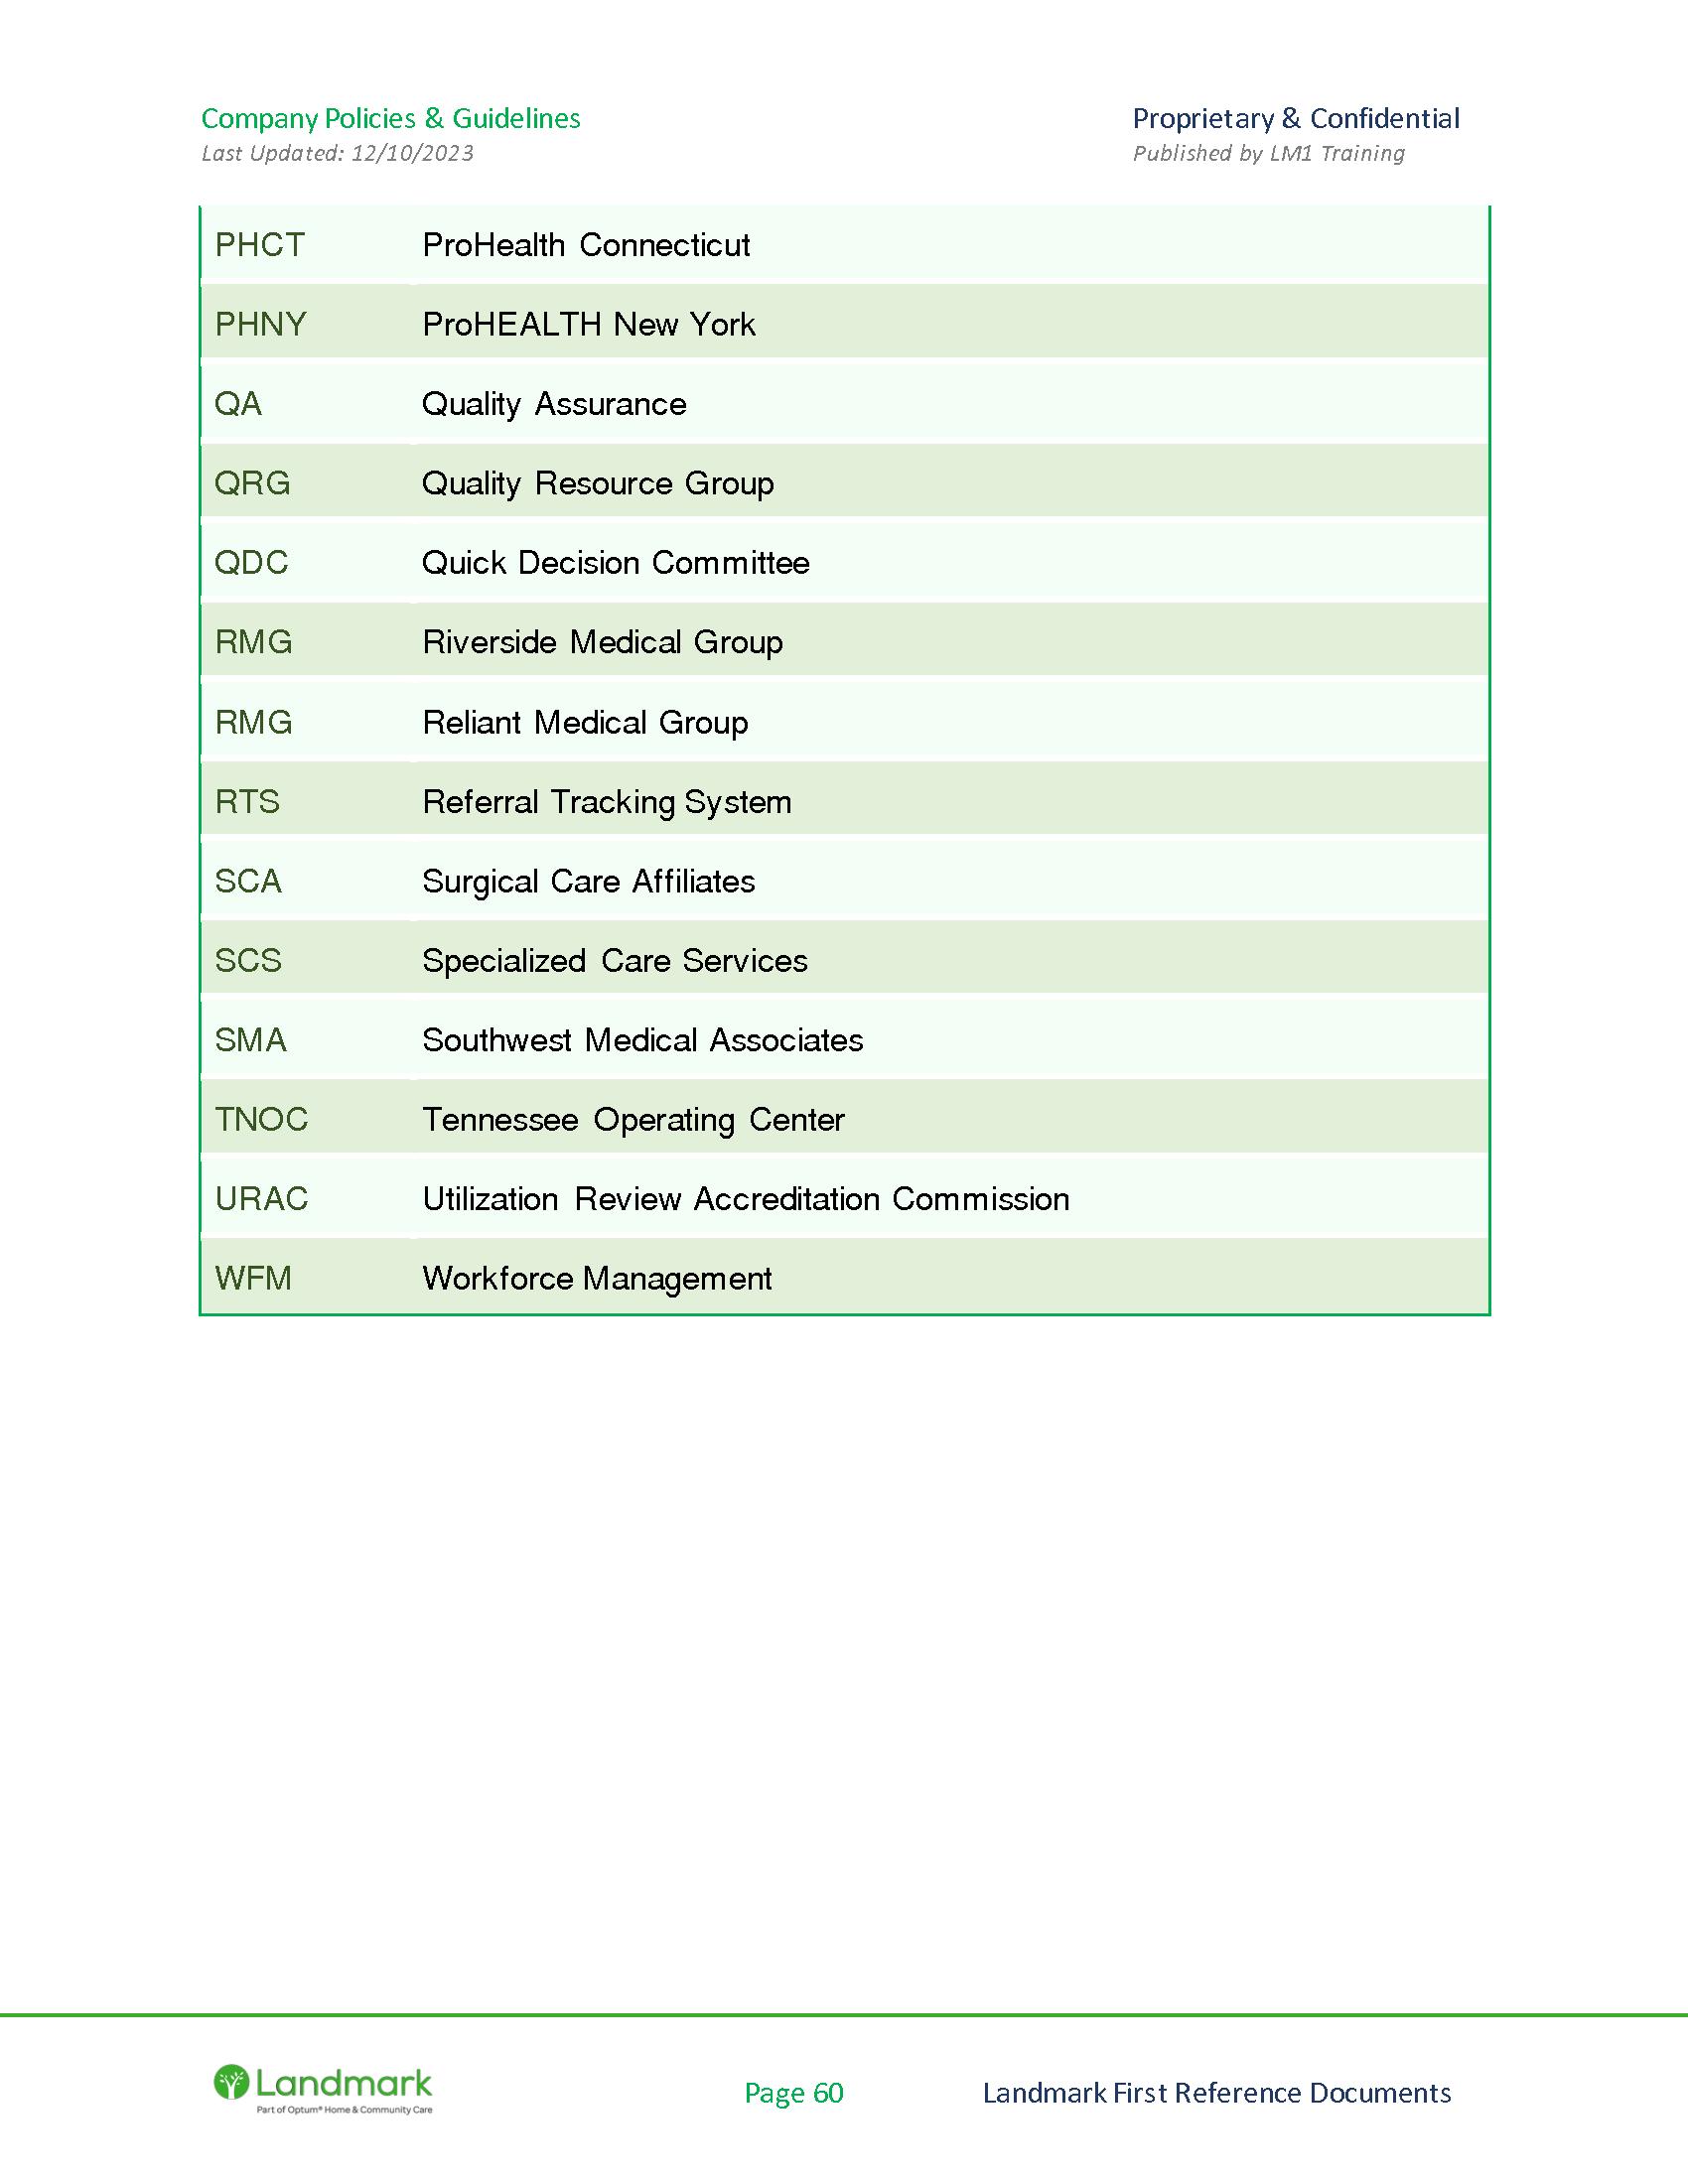 Company Policies & Guidelines Proprietary & Confidential
Last Updated: 12/10/2023 Published by LM1 Training
PHCT ProHealth Connecticut
PHNY ProHEALTH New York
QA Quality Assurance
QRG Quality Resource Group
QDC Quick Decision Committee
RMG Riverside Medical Group
RMG Reliant Medical Group
RTS Referral Tracking System
SCA Surgical Care Affiliates
SCS Specialized Care Services
SMA Southwest Medical Associates
TNOC Tennessee Operating Center
URAC Utilization Review Accreditation Commission
WFM Workforce Management
Landmark
Part of Optum® Home & Community Care
Page 60 Landmark First Reference Documents